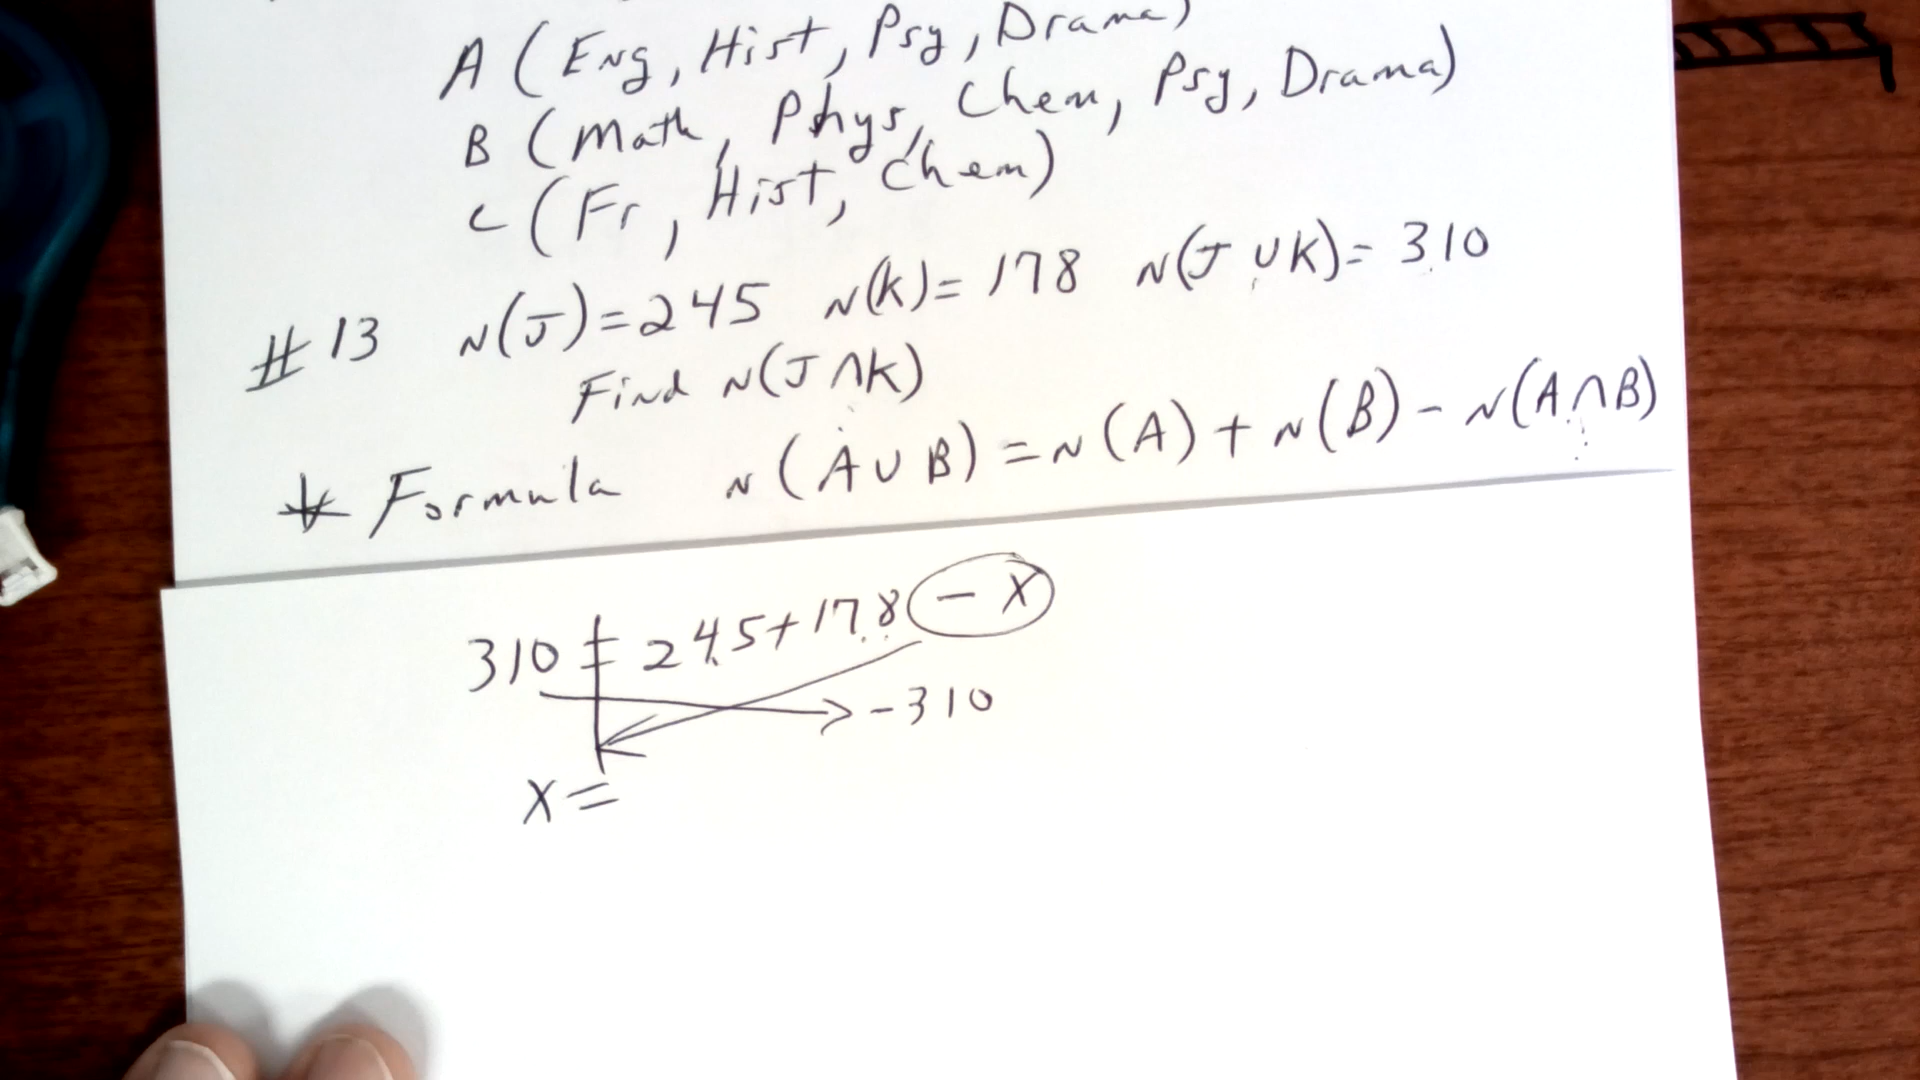 A (Eng, Hist, Psy, Drama)
B (Math, Phys, Chem, Psy, Drama)
C (Fr, Hist, Chem)
#13 n(J)=245 n(K)=178 n(J∪K)=310
Find n(J∩K)
* Formula n(A∪B)=n(A)+n(B)-n(A∩B)
310=245+178-x
-310
x=